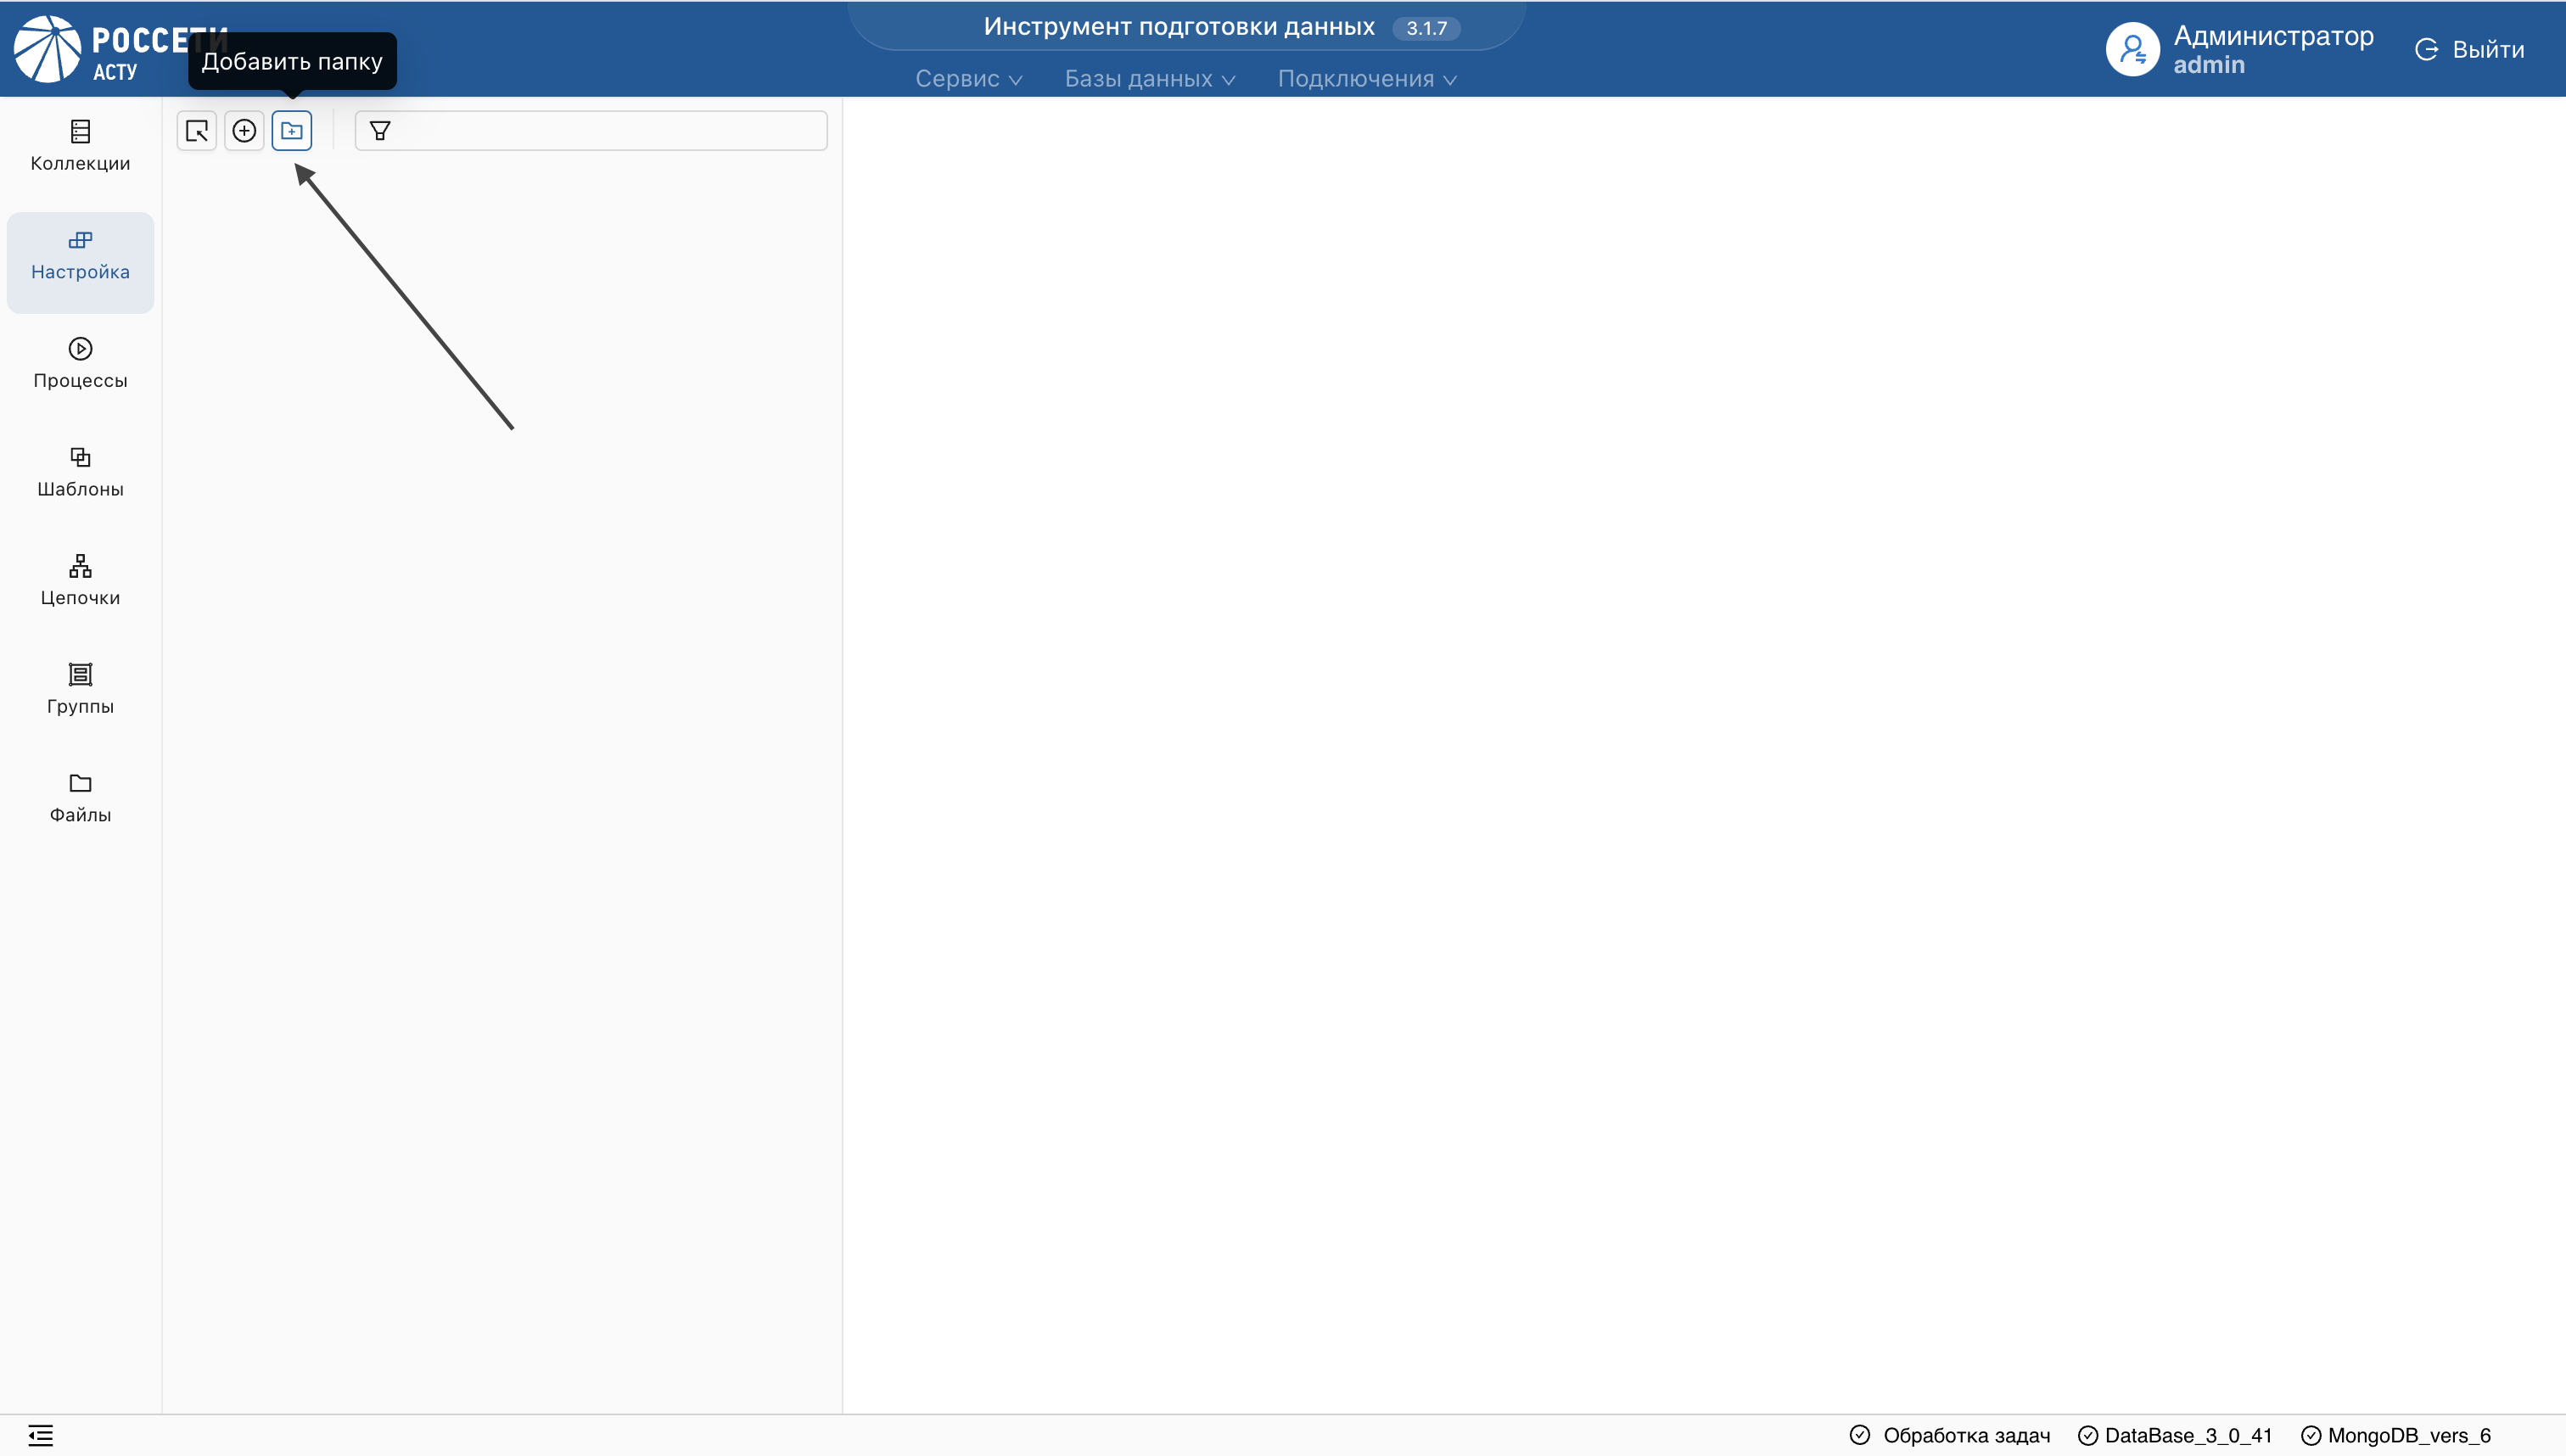 РОССЕТИ
АСТУ
Добавить папку
Инструмент подготовки данных 3.1.7
Сервис Базы данных Подключения
Администратор
admin
Выйти
Коллекции
Настройка
Процессы
Шаблоны
Цепочки
Группы
Файлы
Обработка задач DataBase_3_0_41 MongoDB_vers_6